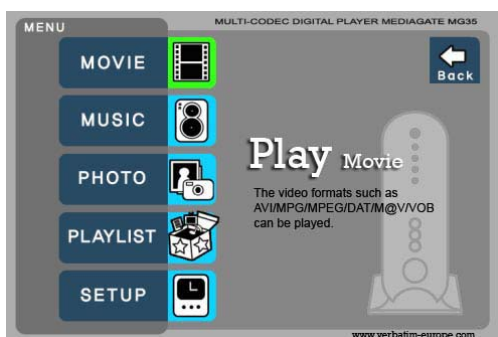 MENU
MULTI-CODEC DIGITAL PLAYER MEDIAGATE MG35
MOVIE
Back
MUSIC
Play Movie
PHOTO
The video formats such as
AVI/MPG/MPEG/DAT/M@V/VOB
can be played.
PLAYLIST
SETUP
www.verbatim-europe.com